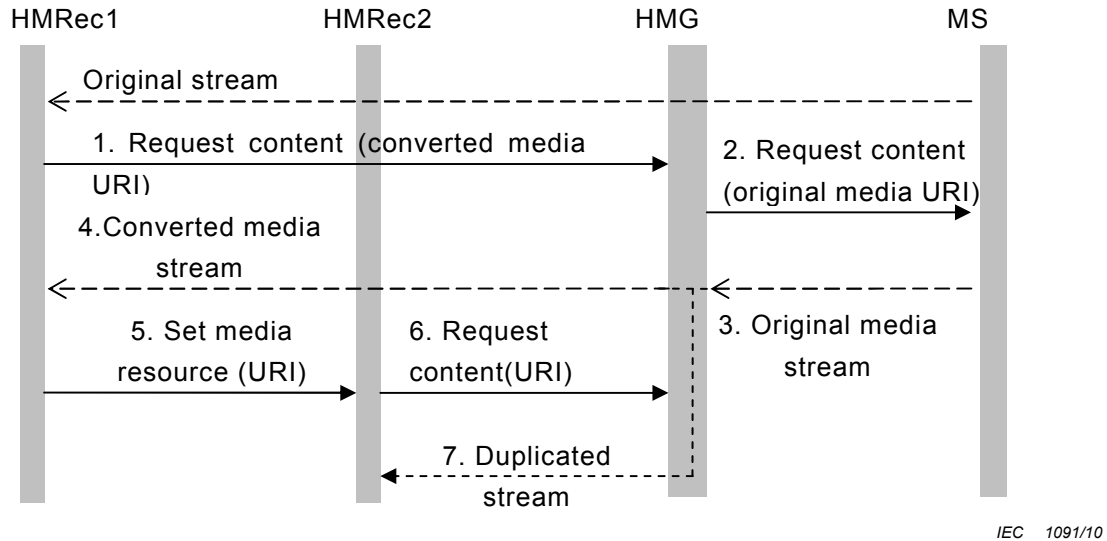 HMRec1 HMRec2 HMG MS
Original stream
1. Request content (converted media
URI)
2. Request content
(original media URI)
4.Converted media
stream
3. Original media
stream
5. Set media
resource (URI)
6. Request
content(URI)
7. Duplicated
stream
IEC 1091/10